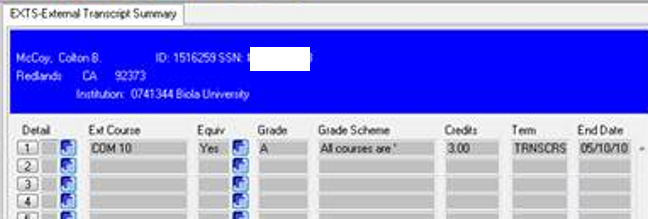 EXTS-External Transcript Summary
McCoy, Colton B. ID: 1516259 SSN:
Redlands CA 92373
Institution: 0741344 Biola University
Detail Ext Course Equiv Grade Grade Scheme Credits Term End Date
1 COM 10 Yes A All courses are ' 3.00 TRNSCRS 05/10/10
2
3
4